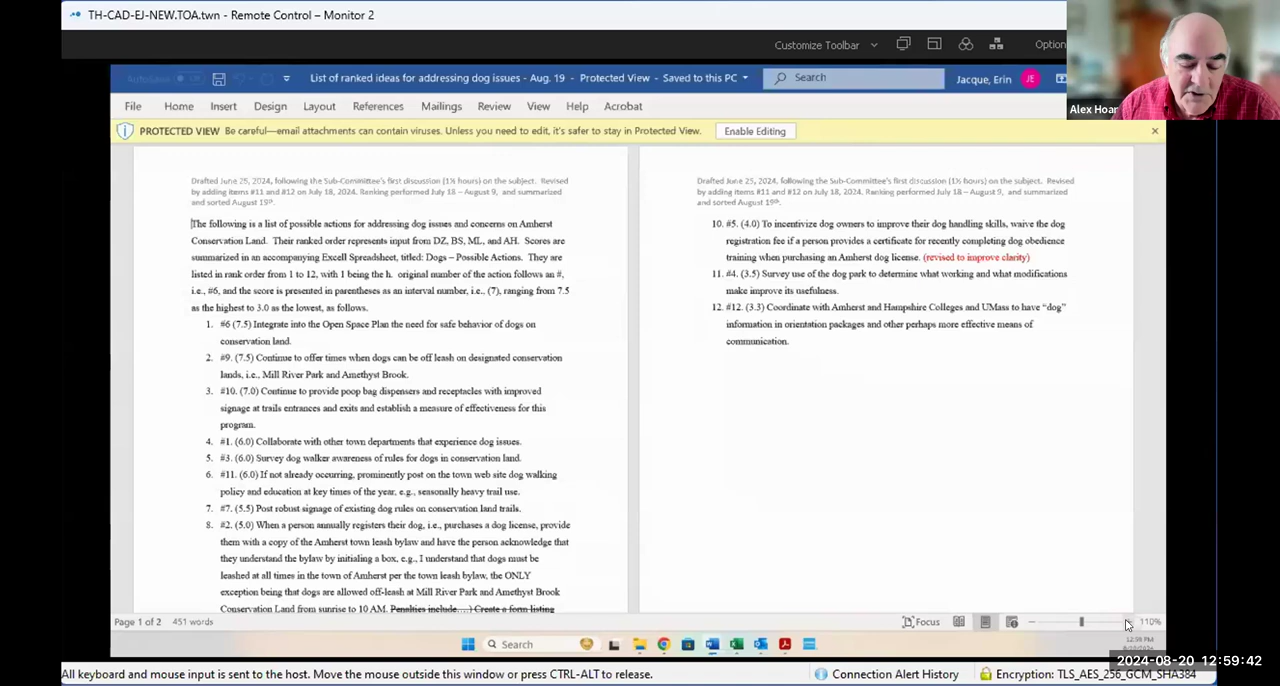 TH-CAD-EJ-NEW.TOA.twn - Remote Control – Monitor 2
Customize Toolbar
Option
List of ranked ideas for addressing dog issues - Aug. 19 - Protected View - Saved to this PC
Search
Jacque, Erin JE
File Home Insert Design Layout References Mailings Review View Help Acrobat
Alex Hoar
PROTECTED VIEW Be careful—email attachments can contain viruses. Unless you need to edit, it's safer to stay in Protected View. Enable Editing
Drafted June 25, 2024, following the Sub-Committee's first discussion (1½ hours) on the subject. Revised
by adding items #11 and #12 on July 18, 2024. Ranking performed July 18 – August 9, and summarized
and sorted August 19th.
The following is a list of possible actions for addressing dog issues and concerns on Amherst
Conservation Land. Their ranked order represents input from DZ, BS, ML, and AH. Scores are
summarized in an accompanying Excell Spreadsheet, titled: Dogs – Possible Actions. They are
listed in rank order from 1 to 12, with 1 being the h. original number of the action follows an #,
i.e., #6, and the score is presented in parentheses as an interval number, i.e., (7), ranging from 7.5
as the highest to 3.0 as the lowest, as follows.
1. #6 (7.5) Integrate into the Open Space Plan the need for safe behavior of dogs on
conservation land.
2. #9. (7.5) Continue to offer times when dogs can be off leash on designated conservation
lands, i.e., Mill River Park and Amethyst Brook.
3. #10. (7.0) Continue to provide poop bag dispensers and receptacles with improved
signage at trails entrances and exits and establish a measure of effectiveness for this
program.
4. #1. (6.0) Collaborate with other town departments that experience dog issues.
5. #3. (6.0) Survey dog walker awareness of rules for dogs in conservation land.
6. #11. (6.0) If not already occurring, prominently post on the town web site dog walking
policy and education at key times of the year, e.g., seasonally heavy trail use.
7. #7. (5.5) Post robust signage of existing dog rules on conservation land trails.
8. #2. (5.0) When a person annually registers their dog, i.e., purchases a dog license, provide
them with a copy of the Amherst town leash bylaw and have the person acknowledge that
they understand the bylaw by initialing a box, e.g., I understand that dogs must be
leashed at all times in the town of Amherst per the town leash bylaw, the ONLY
exception being that dogs are allowed off-leash at Mill River Park and Amethyst Brook
Conservation Land from sunrise to 10 AM. Penalties include....) Create a form listing
Drafted June 25, 2024, following the Sub-Committee's first discussion (1½ hours) on the subject. Revised
by adding items #11 and #12 on July 18, 2024. Ranking performed July 18 – August 9, and summarized
and sorted August 19th.
10. #5. (4.0) To incentivize dog owners to improve their dog handling skills, waive the dog
registration fee if a person provides a certificate for recently completing dog obedience
training when purchasing an Amherst dog license. (revised to improve clarity)
11. #4. (3.5) Survey use of the dog park to determine what working and what modifications
make improve its usefulness.
12. #12. (3.3) Coordinate with Amherst and Hampshire Colleges and UMass to have “dog”
information in orientation packages and other perhaps more effective means of
communication.
Page 1 of 2 451 words
Focus
110%
Search
12:59 PM
2024-08-20 12:59:42
All keyboard and mouse input is sent to the host. Move the mouse outside this window or press CTRL-ALT to release.
Connection Alert History
Encryption: TLS_AES_256_GCM_SHA384